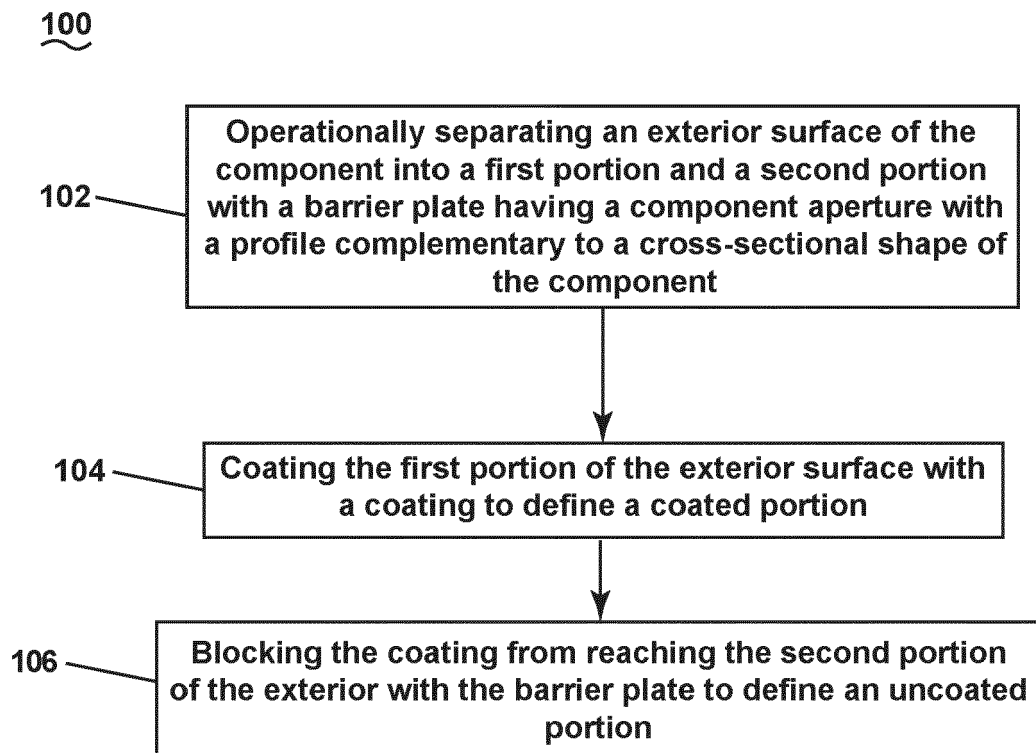 100
Operationally separating an exterior surface of the
component into a first portion and a second portion
with a barrier plate having a component aperture with
a profile complementary to a cross-sectional shape of
the component
102
Coating the first portion of the exterior surface with
a coating to define a coated portion
104
Blocking the coating from reaching the second portion
of the exterior with the barrier plate to define an uncoated
portion
106